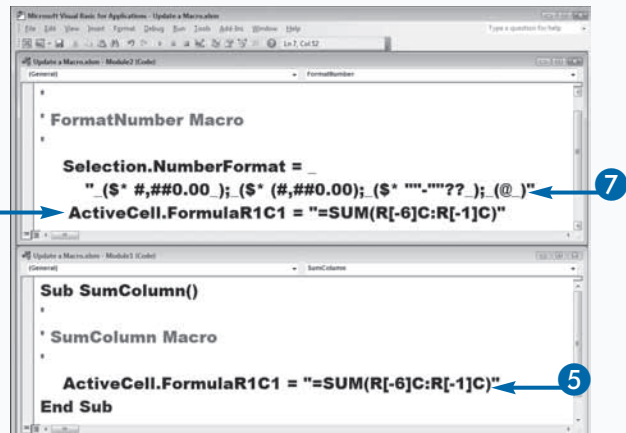 Microsoft Visual Basic for Applications - Update a Macro.xlsm
File Edit View Insert Format Debug Run Tools Add-Ins Window Help
Type a question for help
Ln 7, Col 52
Update a Macro.xlsm - Module2 (Code)
(General) FormatNumber
'
' FormatNumber Macro
'
Selection.NumberFormat = _
"_($* #,##0.00_);_($* (#,##0.00);_($* ""-""??_);_(@_)"
7
ActiveCell.FormulaR1C1 = "=SUM(R[-6]C:R[-1]C)"
Update a Macro.xlsm - Module1 (Code)
(General) SumColumn
Sub SumColumn()
'
' SumColumn Macro
'
ActiveCell.FormulaR1C1 = "=SUM(R[-6]C:R[-1]C)"
5
End Sub